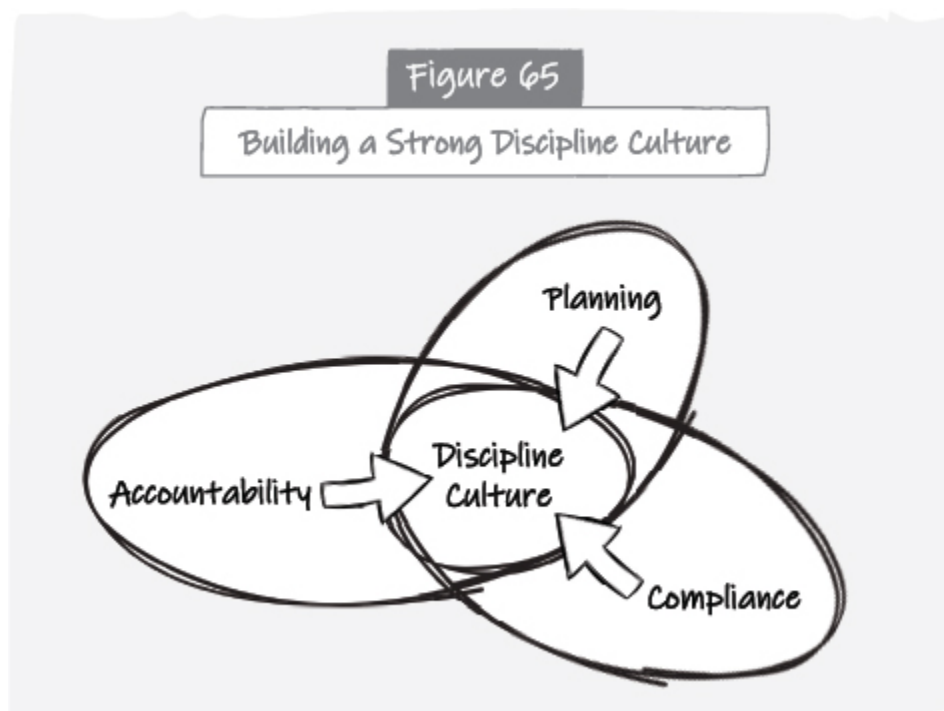 Figure 65
Building a Strong Discipline Culture
Planning
Discipline
Culture
Accountability
Compliance